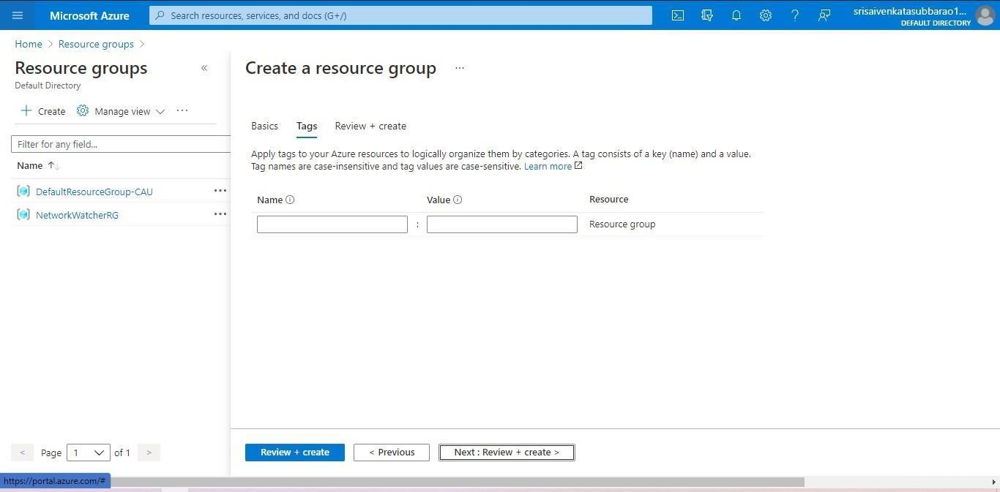 Microsoft Azure
Search resources, services, and docs (G+/)
srisaivenkatasubbarao1...
DEFAULT DIRECTORY
Home > Resource groups >
Resource groups «
Default Directory
+ Create Manage view ...
Filter for any field...
Name ↑↓
DefaultResourceGroup-CAU ...
NetworkWatcherRG ...
< Page 1 of 1 >
https://portal.azure.com/#
Create a resource group ...
Basics Tags Review + create
Apply tags to your Azure resources to logically organize them by categories. A tag consists of a key (name) and a value.
Tag names are case-insensitive and tag values are case-sensitive. Learn more
Name Value Resource
: Resource group
Review + create < Previous Next : Review + create >